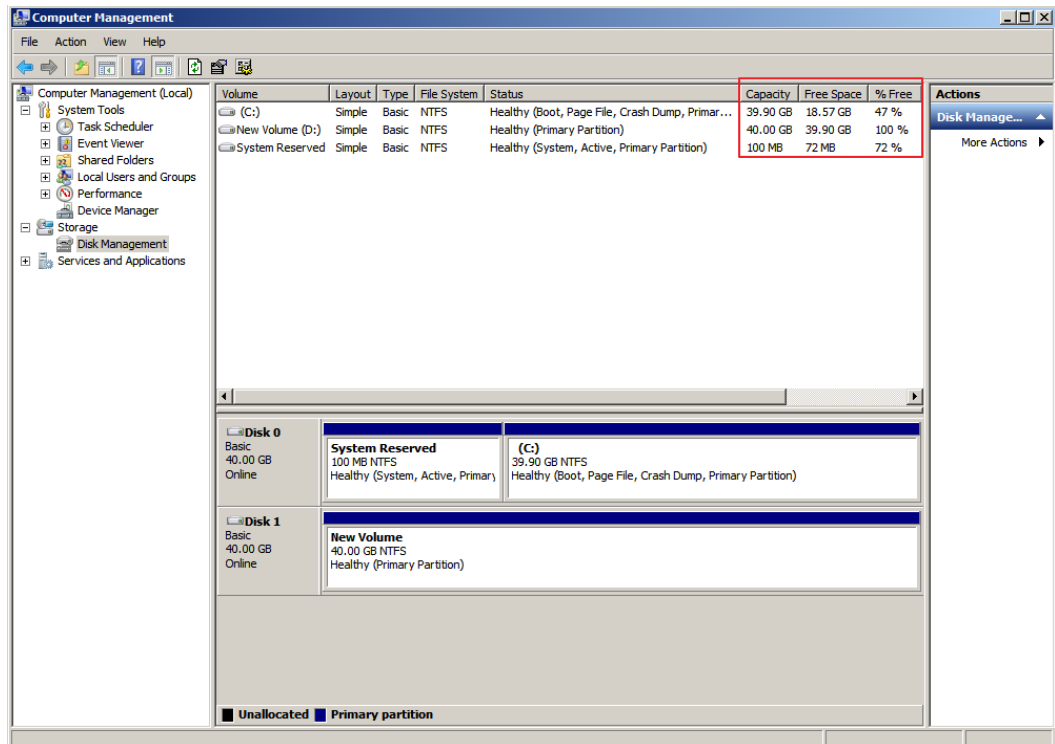 Computer Management
File Action View Help
Computer Management (Local)
System Tools
Task Scheduler
Event Viewer
Shared Folders
Local Users and Groups
Performance
Device Manager
Storage
Disk Management
Services and Applications
Volume Layout Type File System Status Capacity Free Space % Free
(C:) Simple Basic NTFS Healthy (Boot, Page File, Crash Dump, Primar... 39.90 GB 18.57 GB 47 %
New Volume (D:) Simple Basic NTFS Healthy (Primary Partition) 40.00 GB 39.90 GB 100 %
System Reserved Simple Basic NTFS Healthy (System, Active, Primary Partition) 100 MB 72 MB 72 %
Actions
Disk Manage...
More Actions
Disk 0
Basic
40.00 GB
Online
System Reserved
100 MB NTFS
Healthy (System, Active, Primary
(C:)
39.90 GB NTFS
Healthy (Boot, Page File, Crash Dump, Primary Partition)
Disk 1
Basic
40.00 GB
Online
New Volume
40.00 GB NTFS
Healthy (Primary Partition)
Unallocated Primary partition